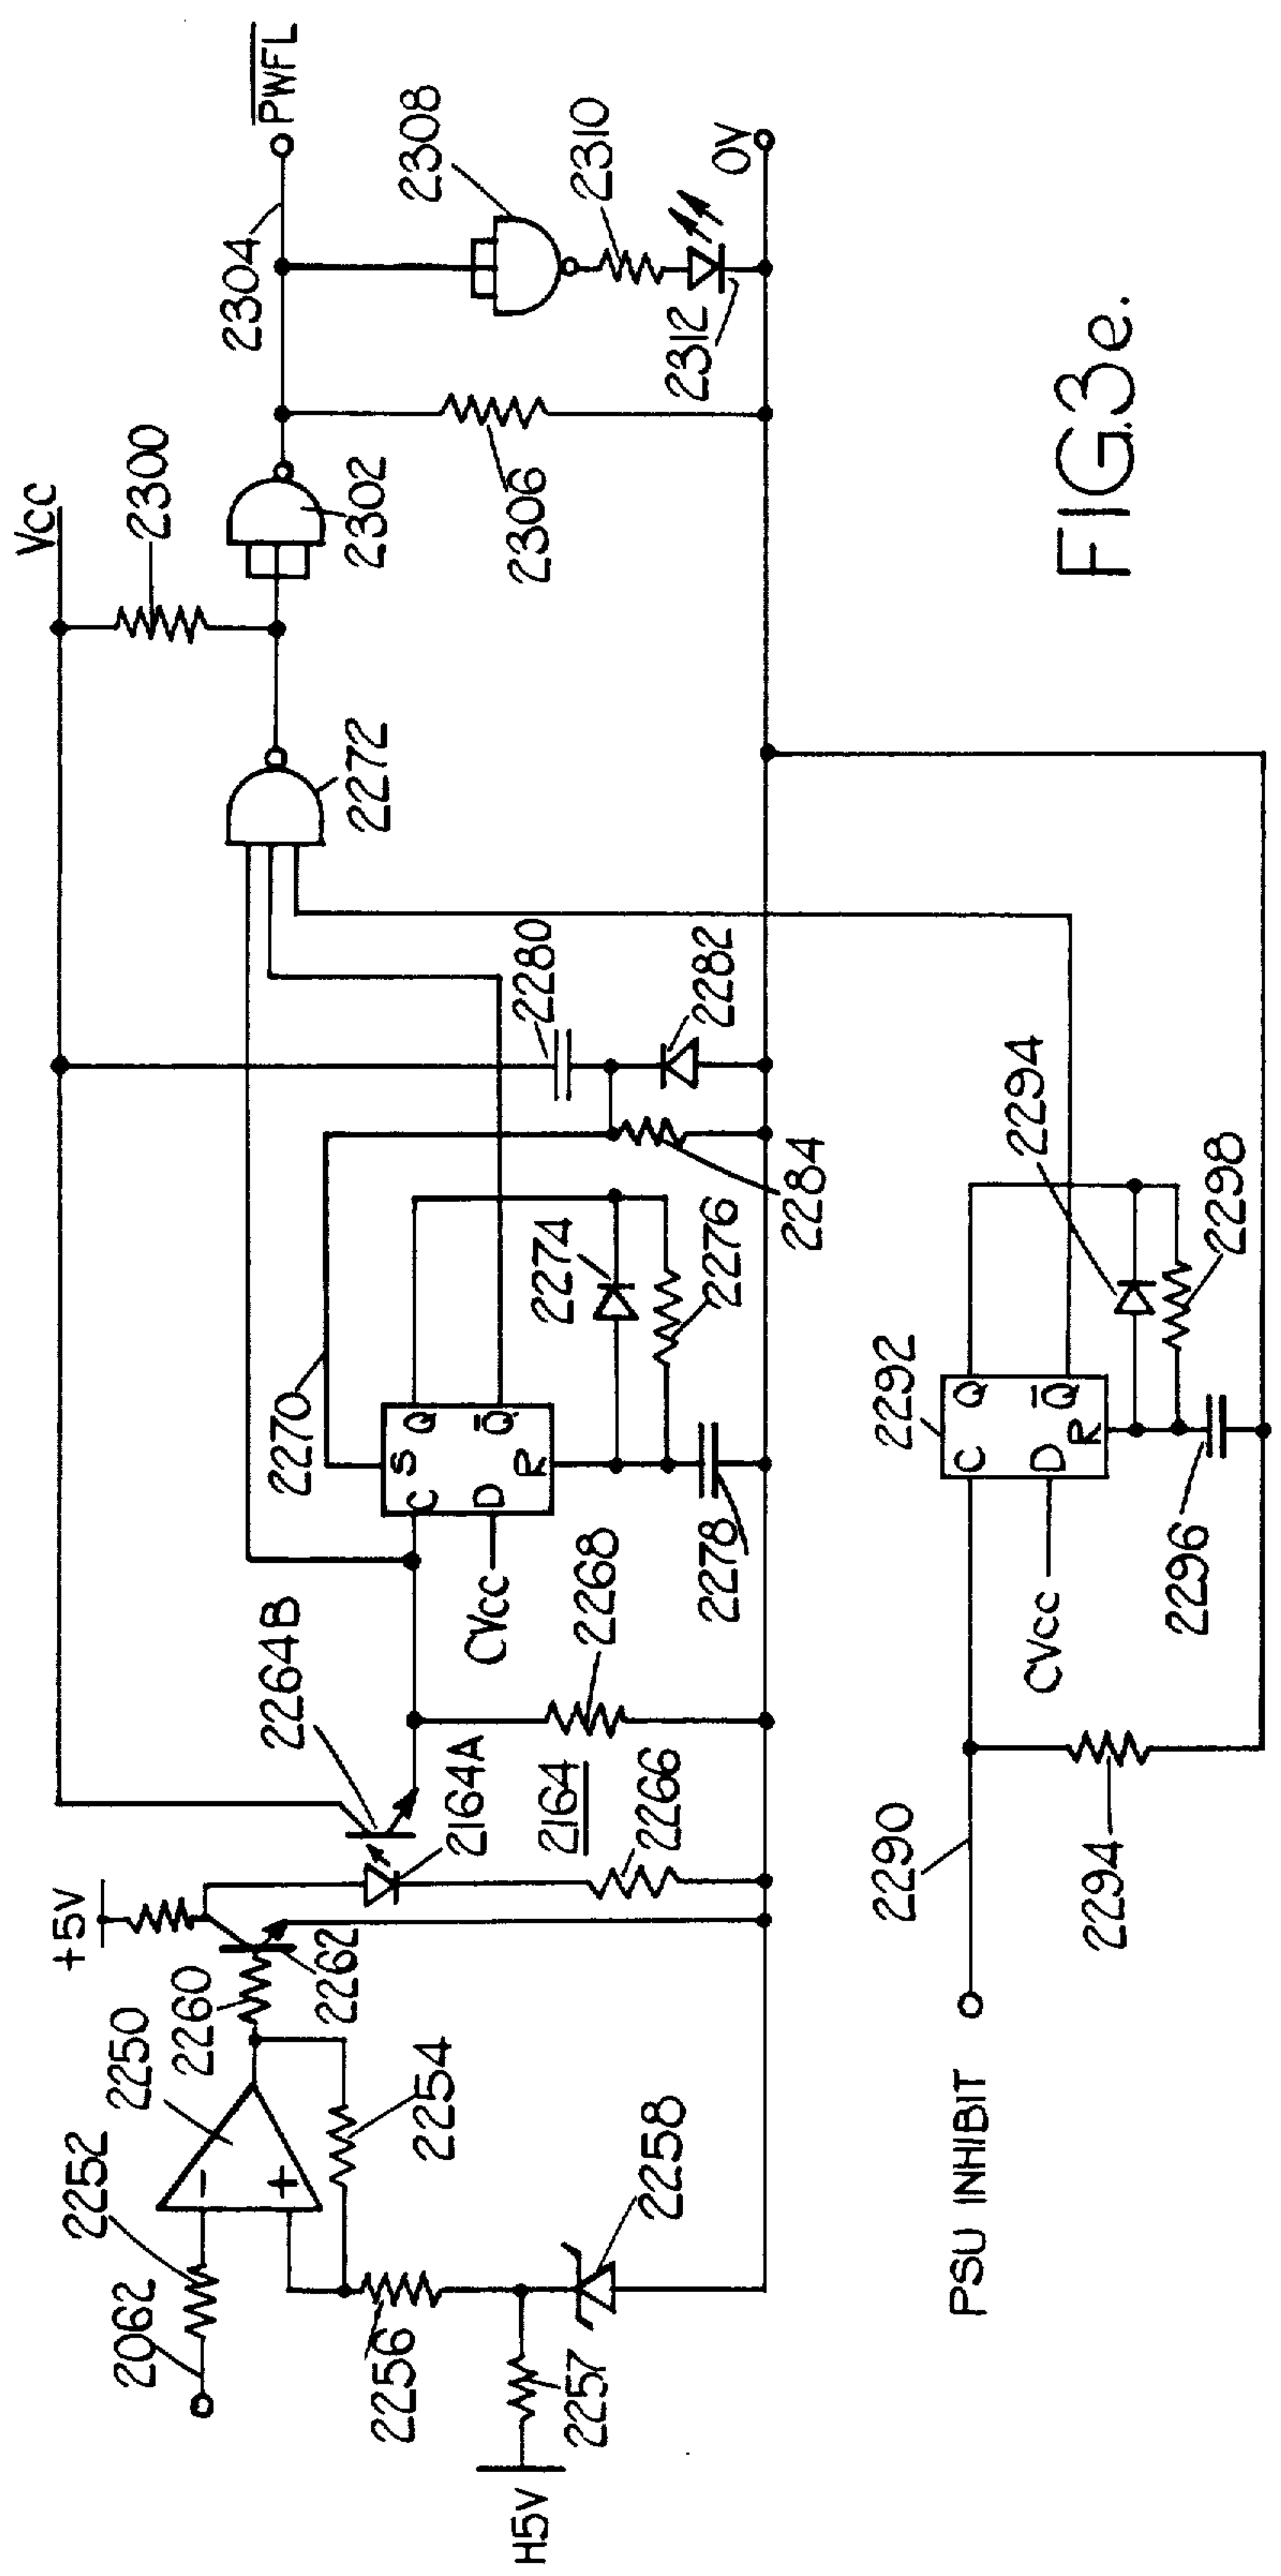 Vcc
2300
PWFL
2304
2302
2308
2306
2310
2312
0V
2272
2280
2282
2270
S
Q
C
D
Q̅
R
CVcc
2274
2276
2278
2284
2264B
2268
2164A
2164
2266
+5V
2260
2262
2250
2252
-
+
2254
2062
2256
2257
2258
H5V
PSU INHIBIT
2290
2294
2292
C
Q
D
Q̅
R
CVcc
2294
2298
2296
FIG.3e.